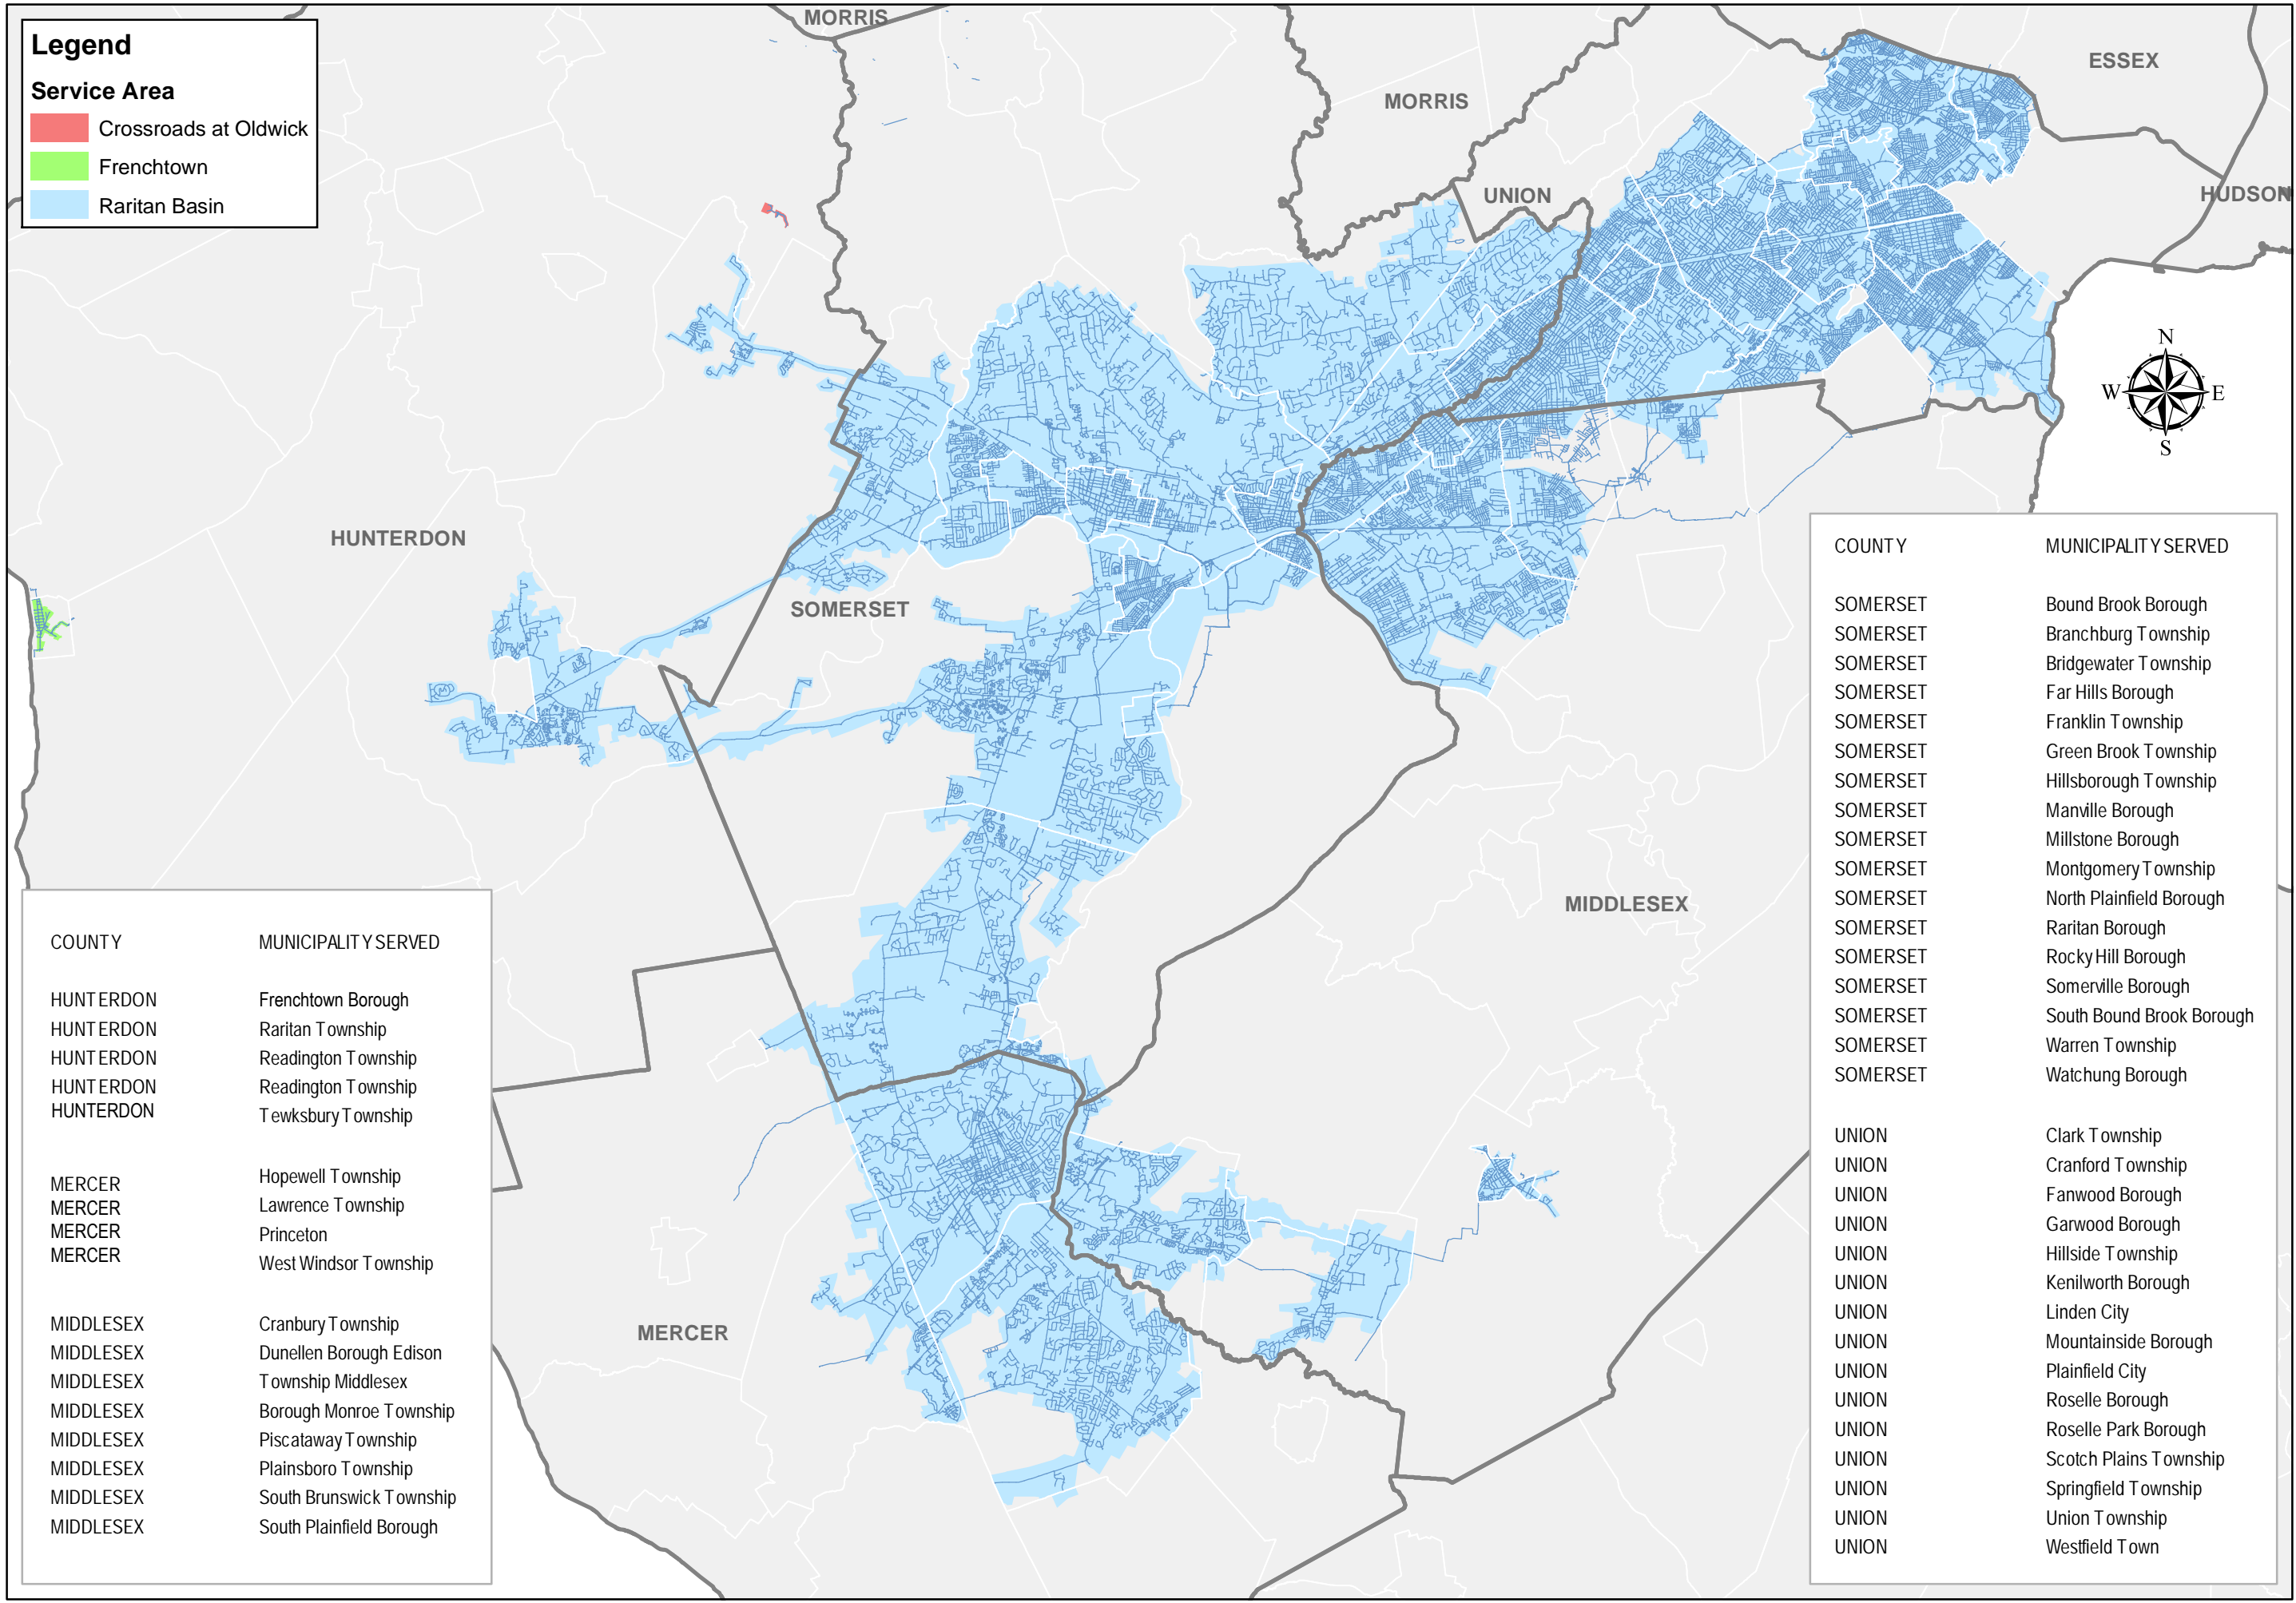 Legend
Service Area
Crossroads at Oldwick
Frenchtown
Raritan Basin
MORRIS
MORRIS
ESSEX
UNION
HUDSON
N
W E
S
HUNTERDON
SOMERSET
MIDDLESEX
MERCER
COUNTY MUNICIPALITY SERVED
HUNTERDON Frenchtown Borough
HUNTERDON Raritan Township
HUNTERDON Readington Township
HUNTERDON Readington Township
HUNTERDON Tewksbury Township
MERCER Hopewell Township
MERCER Lawrence Township
MERCER Princeton
MERCER West Windsor Township
MIDDLESEX Cranbury Township
MIDDLESEX Dunellen Borough Edison
MIDDLESEX Township Middlesex
MIDDLESEX Borough Monroe Township
MIDDLESEX Piscataway Township
MIDDLESEX Plainsboro Township
MIDDLESEX South Brunswick Township
MIDDLESEX South Plainfield Borough
COUNTY MUNICIPALITY SERVED
SOMERSET Bound Brook Borough
SOMERSET Branchburg Township
SOMERSET Bridgewater Township
SOMERSET Far Hills Borough
SOMERSET Franklin Township
SOMERSET Green Brook Township
SOMERSET Hillsborough Township
SOMERSET Manville Borough
SOMERSET Millstone Borough
SOMERSET Montgomery Township
SOMERSET North Plainfield Borough
SOMERSET Raritan Borough
SOMERSET Rocky Hill Borough
SOMERSET Somerville Borough
SOMERSET South Bound Brook Borough
SOMERSET Warren Township
SOMERSET Watchung Borough
UNION Clark Township
UNION Cranford Township
UNION Fanwood Borough
UNION Garwood Borough
UNION Hillside Township
UNION Kenilworth Borough
UNION Linden City
UNION Mountainside Borough
UNION Plainfield City
UNION Roselle Borough
UNION Roselle Park Borough
UNION Scotch Plains Township
UNION Springfield Township
UNION Union Township
UNION Westfield Town